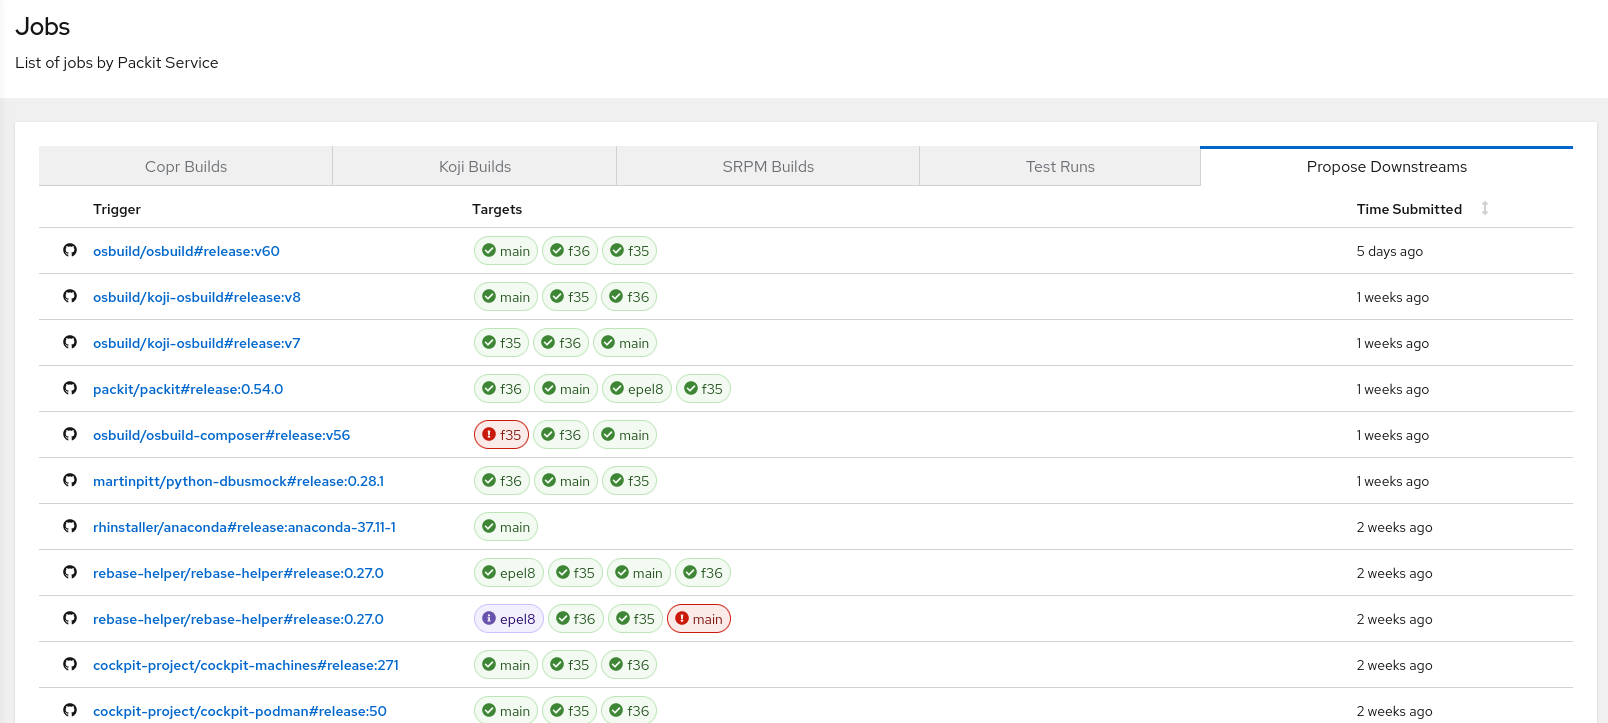 Jobs
List of jobs by Packit Service
Copr Builds Koji Builds SRPM Builds Test Runs Propose Downstreams
Trigger Targets Time Submitted
osbuild/osbuild#release:v60 main f36 f35 5 days ago
osbuild/koji-osbuild#release:v8 main f35 f36 1 weeks ago
osbuild/koji-osbuild#release:v7 f35 f36 main 1 weeks ago
packit/packit#release:0.54.0 f36 main epel8 f35 1 weeks ago
osbuild/osbuild-composer#release:v56 f35 f36 main 1 weeks ago
martinpitt/python-dbusmock#release:0.28.1 f36 main f35 1 weeks ago
rhinstaller/anaconda#release:anaconda-37.11-1 main 2 weeks ago
rebase-helper/rebase-helper#release:0.27.0 epel8 f35 main f36 2 weeks ago
rebase-helper/rebase-helper#release:0.27.0 epel8 f36 f35 main 2 weeks ago
cockpit-project/cockpit-machines#release:271 main f35 f36 2 weeks ago
cockpit-project/cockpit-podman#release:50 main f35 f36 2 weeks ago